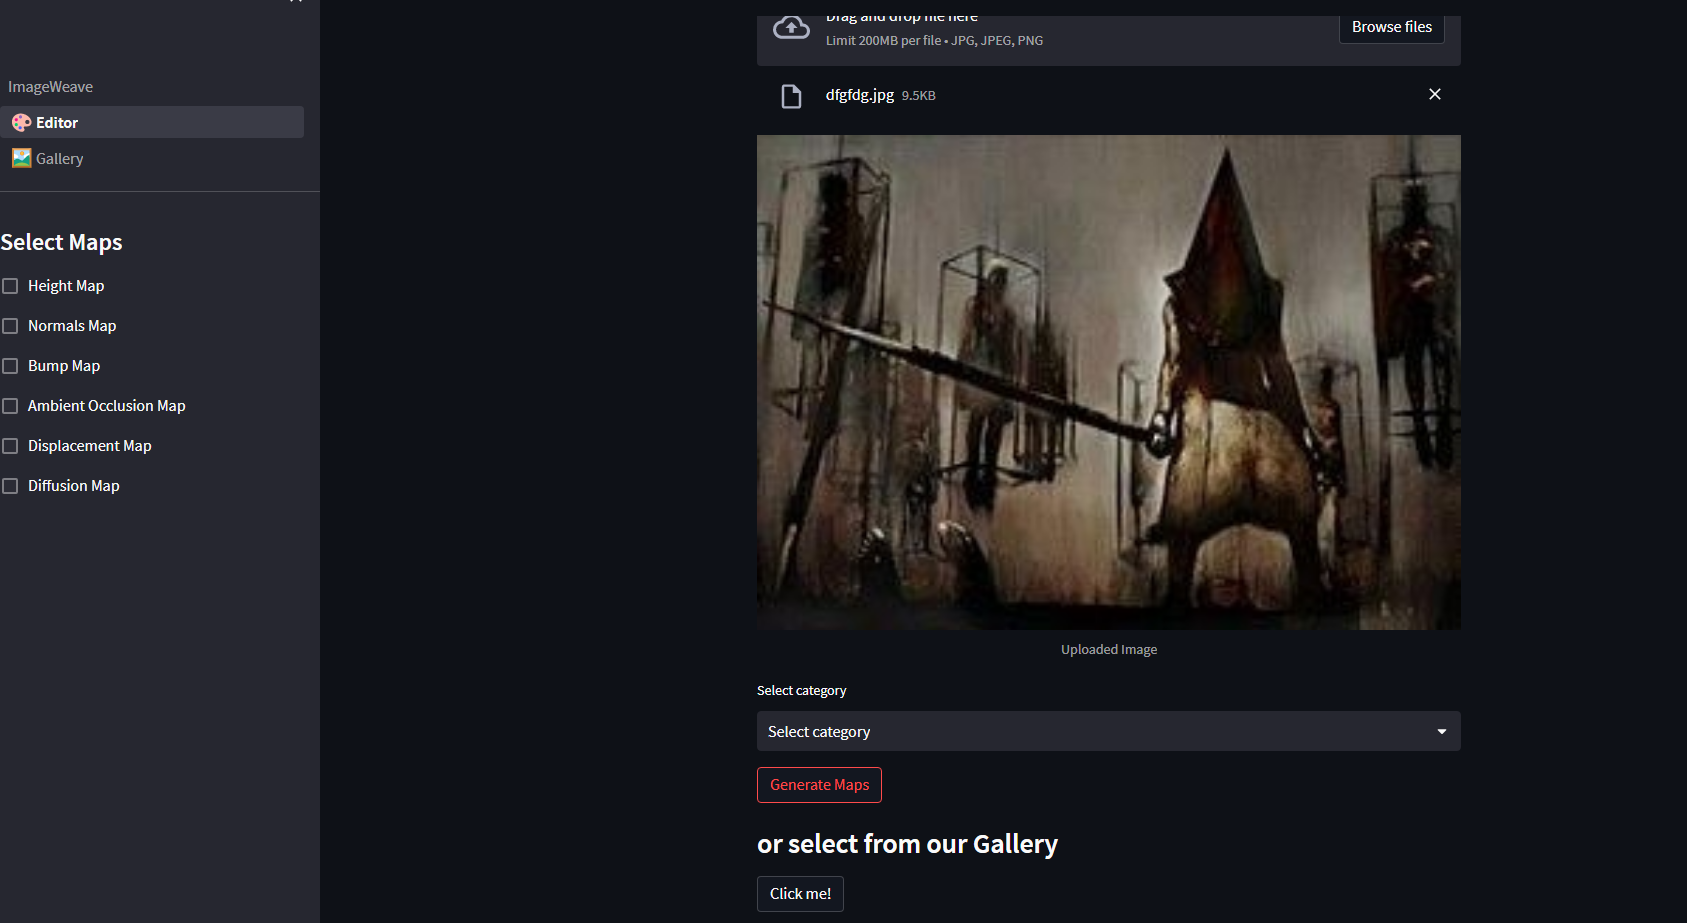 ImageWeave
Editor
Gallery
Select Maps
Height Map
Normals Map
Bump Map
Ambient Occlusion Map
Displacement Map
Diffusion Map
Drag and drop file here
Limit 200MB per file • JPG, JPEG, PNG
Browse files
dfgfdg.jpg 9.5KB
Uploaded Image
Select category
Select category
Generate Maps
or select from our Gallery
Click me!